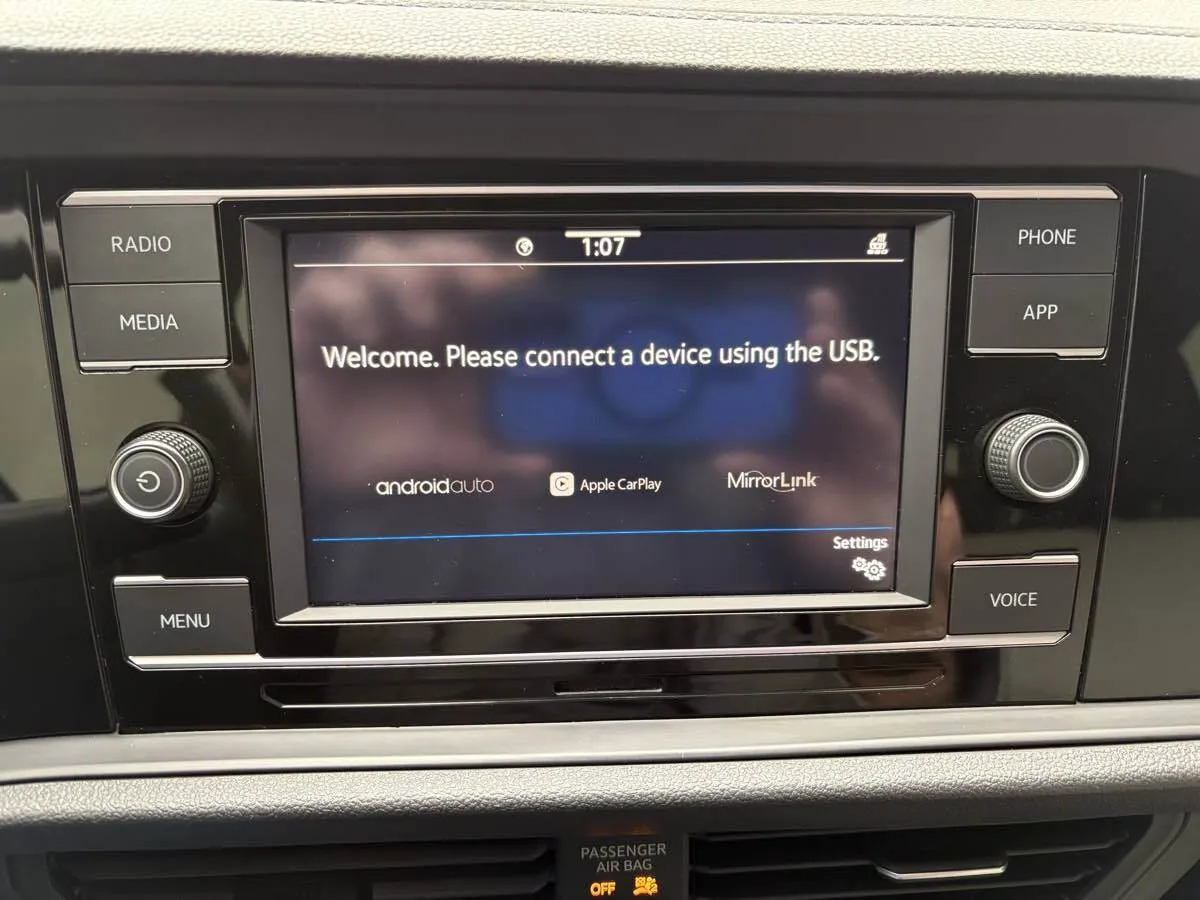 RADIO
MEDIA
MENU
1:07
Welcome. Please connect a device using the USB.
androidauto
Apple CarPlay
MirrorLink
Settings
PHONE
APP
VOICE
PASSENGER
AIR BAG
OFF